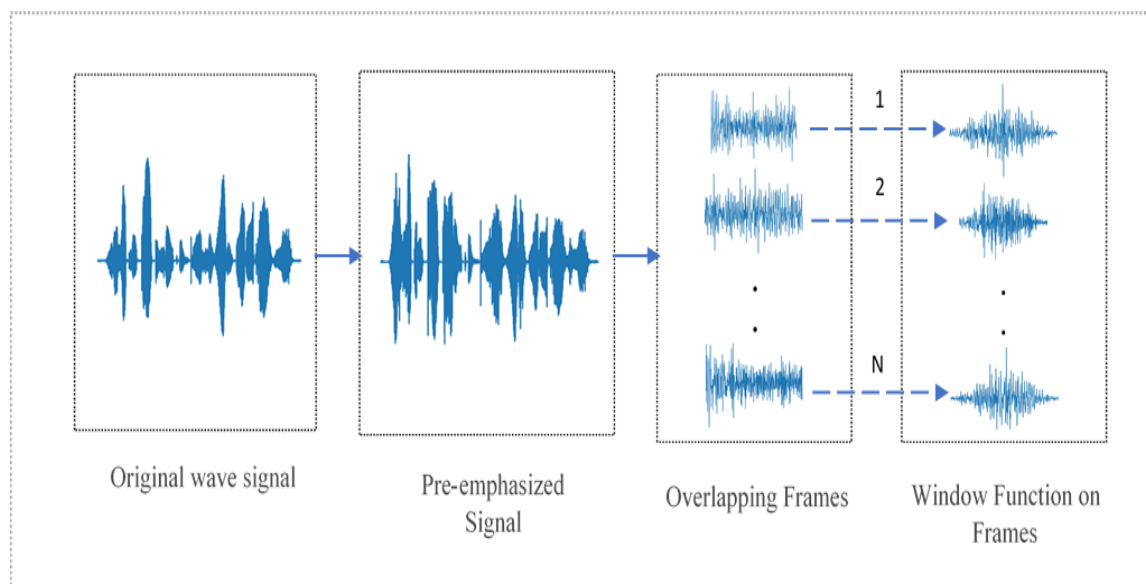 1
2
N
Original wave signal
Pre-emphasized
Signal
Overlapping Frames
Window Function on
Frames